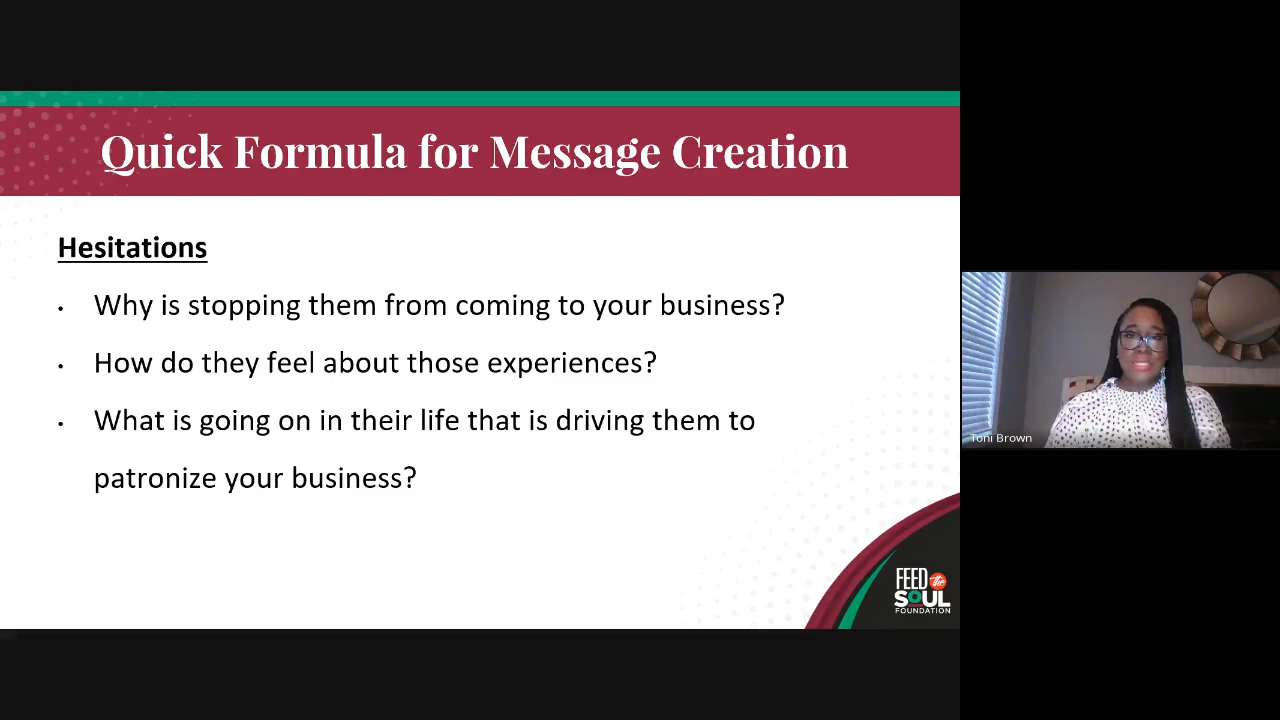 Quick Formula for Message Creation
Hesitations
• Why is stopping them from coming to your business?
• How do they feel about those experiences?
• What is going on in their life that is driving them to
patronize your business?
FEED the
SOUL
FOUNDATION
Toni Brown